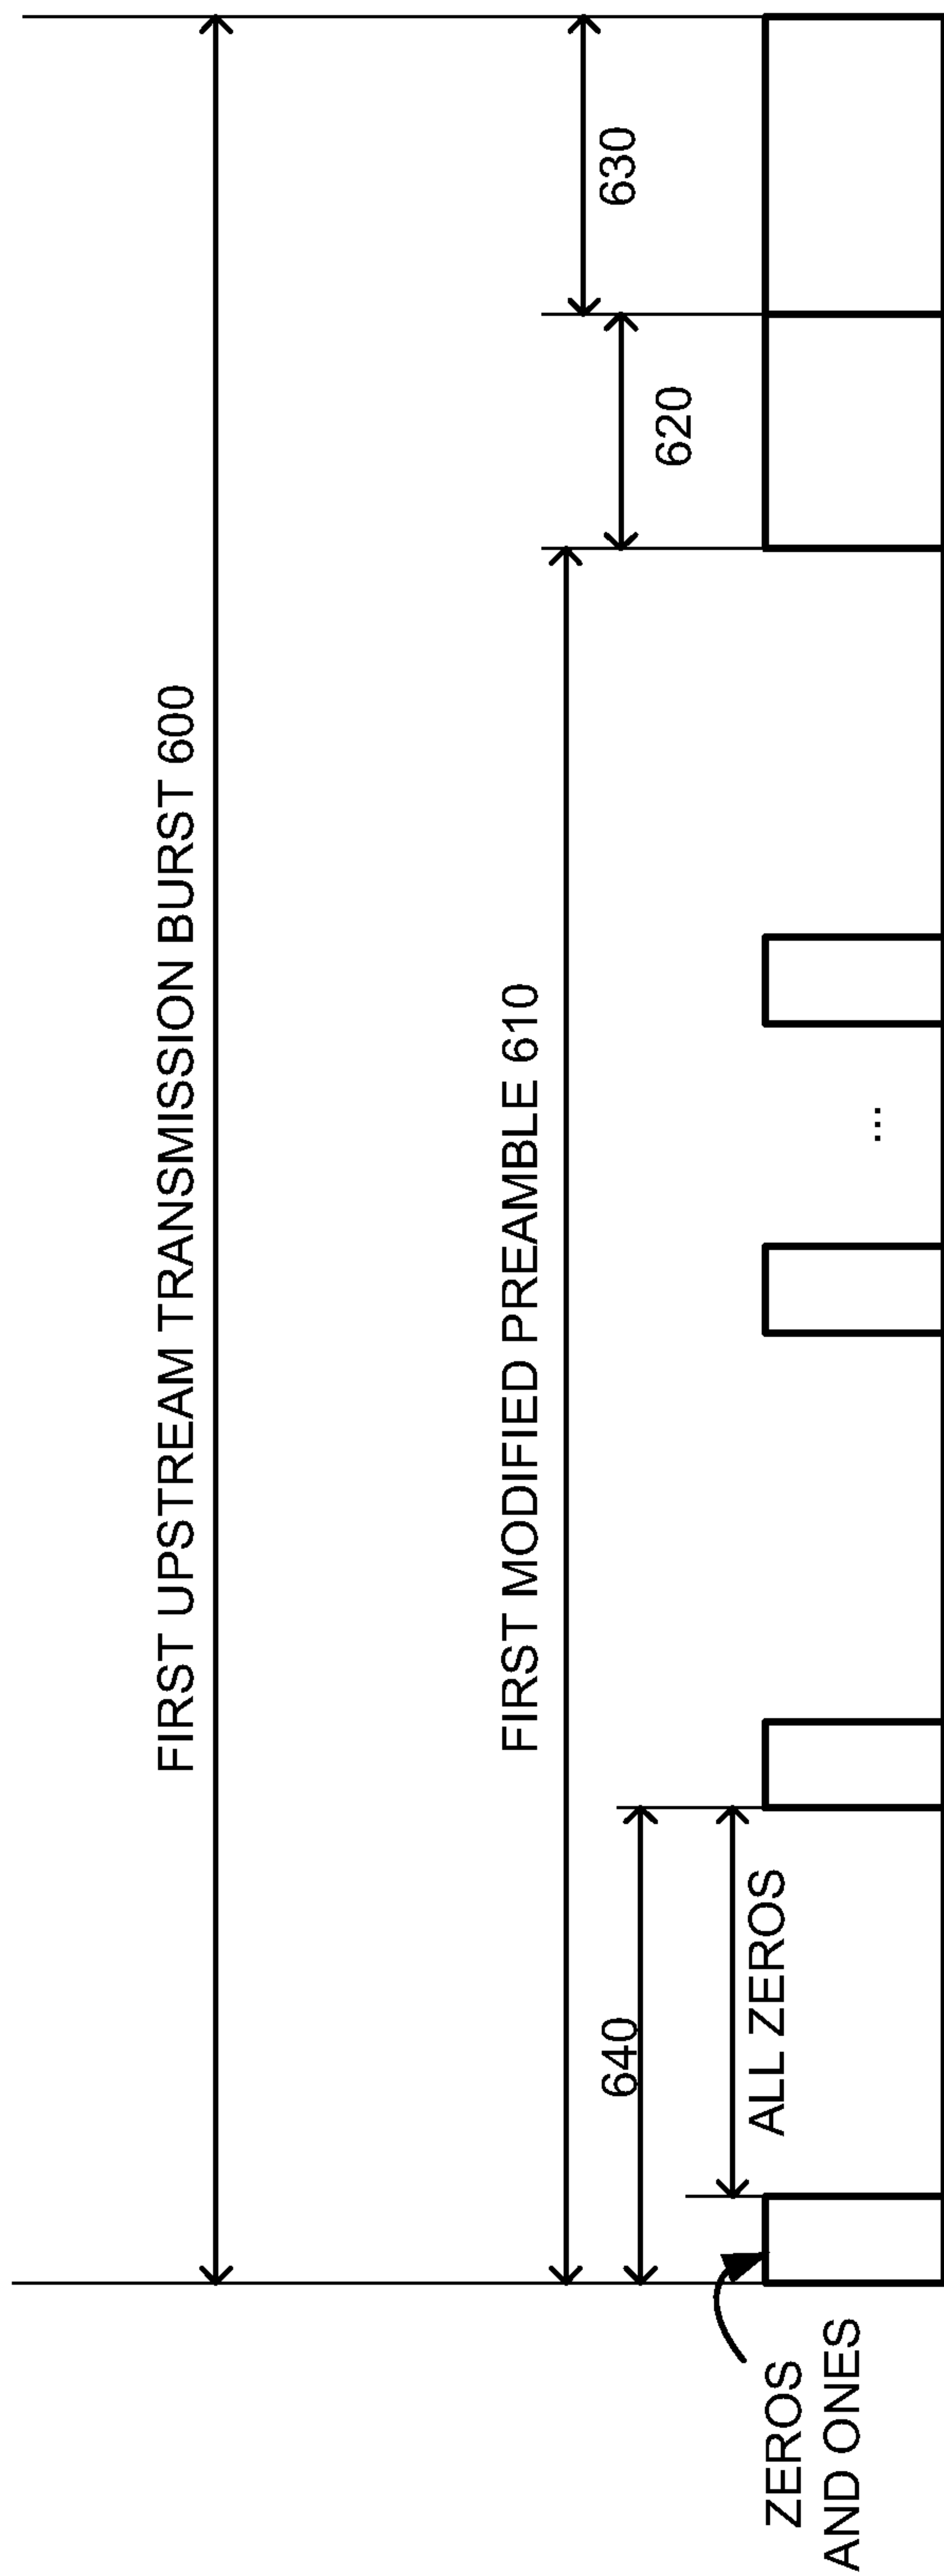 FIRST UPSTREAM TRANSMISSION BURST 600
FIRST MODIFIED PREAMBLE 610
630
640
620
ALL ZEROS
ZEROS
AND ONES
...